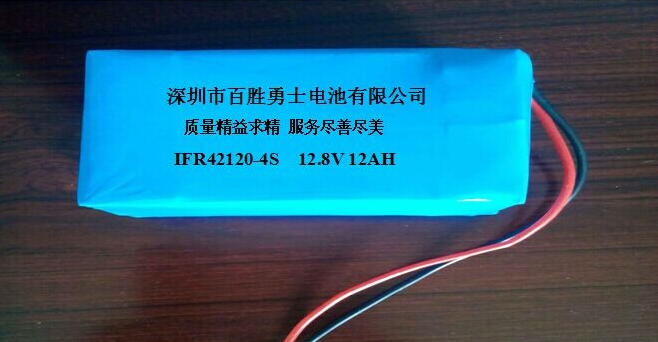 深圳市百胜勇士电池有限公司
质量精益求精 服务尽善尽美
IFR42120-4S 12.8V 12AH